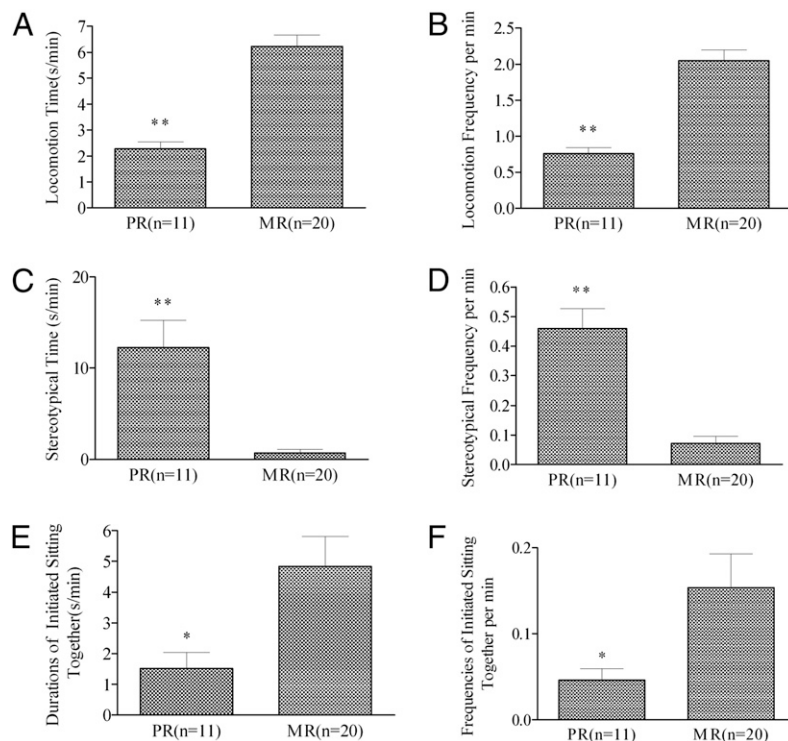 A
Locomotion Time(s/min)
7
6
5
4
3
2
1
0
**
PR(n=11) MR(n=20)
B
Locomotion Frequency per min
2.5
2.0
1.5
1.0
0.5
0.0
**
PR(n=11) MR(n=20)
C
Stereotypical Time (s/min)
20
10
0
**
PR(n=11) MR(n=20)
D
Stereotypical Frequency per min
0.6
0.5
0.4
0.3
0.2
0.1
0.0
**
PR(n=11) MR(n=20)
E
Durations of Initiated Sitting
Together(s/min)
6
5
4
3
2
1
0
*
PR(n=11) MR(n=20)
F
Frequencies of Initiated Sitting
Together per min
0.2
0.1
0.0
*
PR(n=11) MR(n=20)